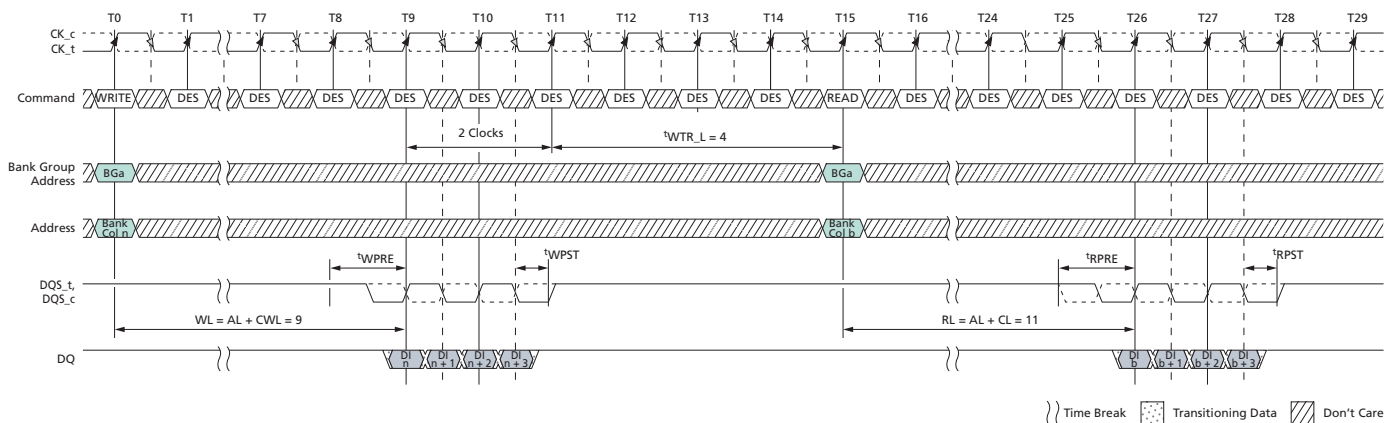 T0 T1 T7 T8 T9 T10 T11 T12 T13 T14 T15 T16 T24 T25 T26 T27 T28 T29
CK_c
CK_t
Command WRITE DES DES DES DES DES DES DES DES DES READ DES DES DES DES DES DES DES
2 Clocks tWTR_L = 4
Bank Group
Address BGa BGa
Address Bank
Col n Bank
Col b
tWPRE tWPST tRPRE tRPST
DQS_t,
DQS_c
WL = AL + CWL = 9 RL = AL + CL = 11
DQ DI
n DI
n + 1 DI
n + 2 DI
n + 3 DI
b DI
b + 1 DI
b + 2 DI
b + 3
Time Break Transitioning Data Don't Care